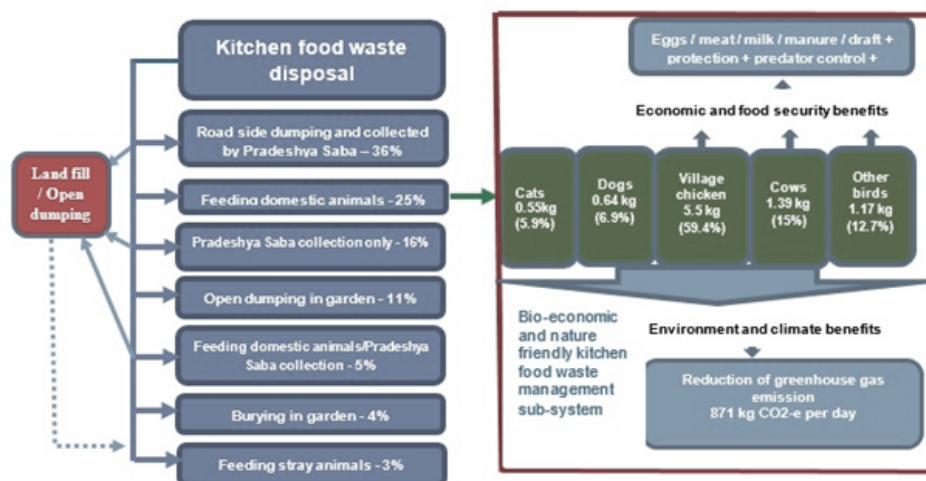 Kitchen food waste
disposal
Road side dumping and collected
by Pradeshya Saba – 36%
Land fill
/ Open
dumping
Feeding domestic animals – 25%
Pradeshya Saba collection only - 16%
Open dumping in garden - 11%
Feeding domestic animals/Pradeshya
Saba collection - 5%
Burying in garden - 4%
Feeding stray animals - 3%
Eggs / meat / milk / manure / draft +
protection + predator control +
Economic and food security benefits
Cats
0.55kg
(5.9%)
Dogs
0.64 kg
(6.9%)
Village
chicken
5.5 kg
(59.4%)
Cows
1.39 kg
(15%)
Other
birds
1.17 kg
(12.7%)
Bio-economic
and nature
friendly kitchen
food waste
management
sub-system
Environment and climate benefits
Reduction of greenhouse gas
emission
871 kg CO2-e per day